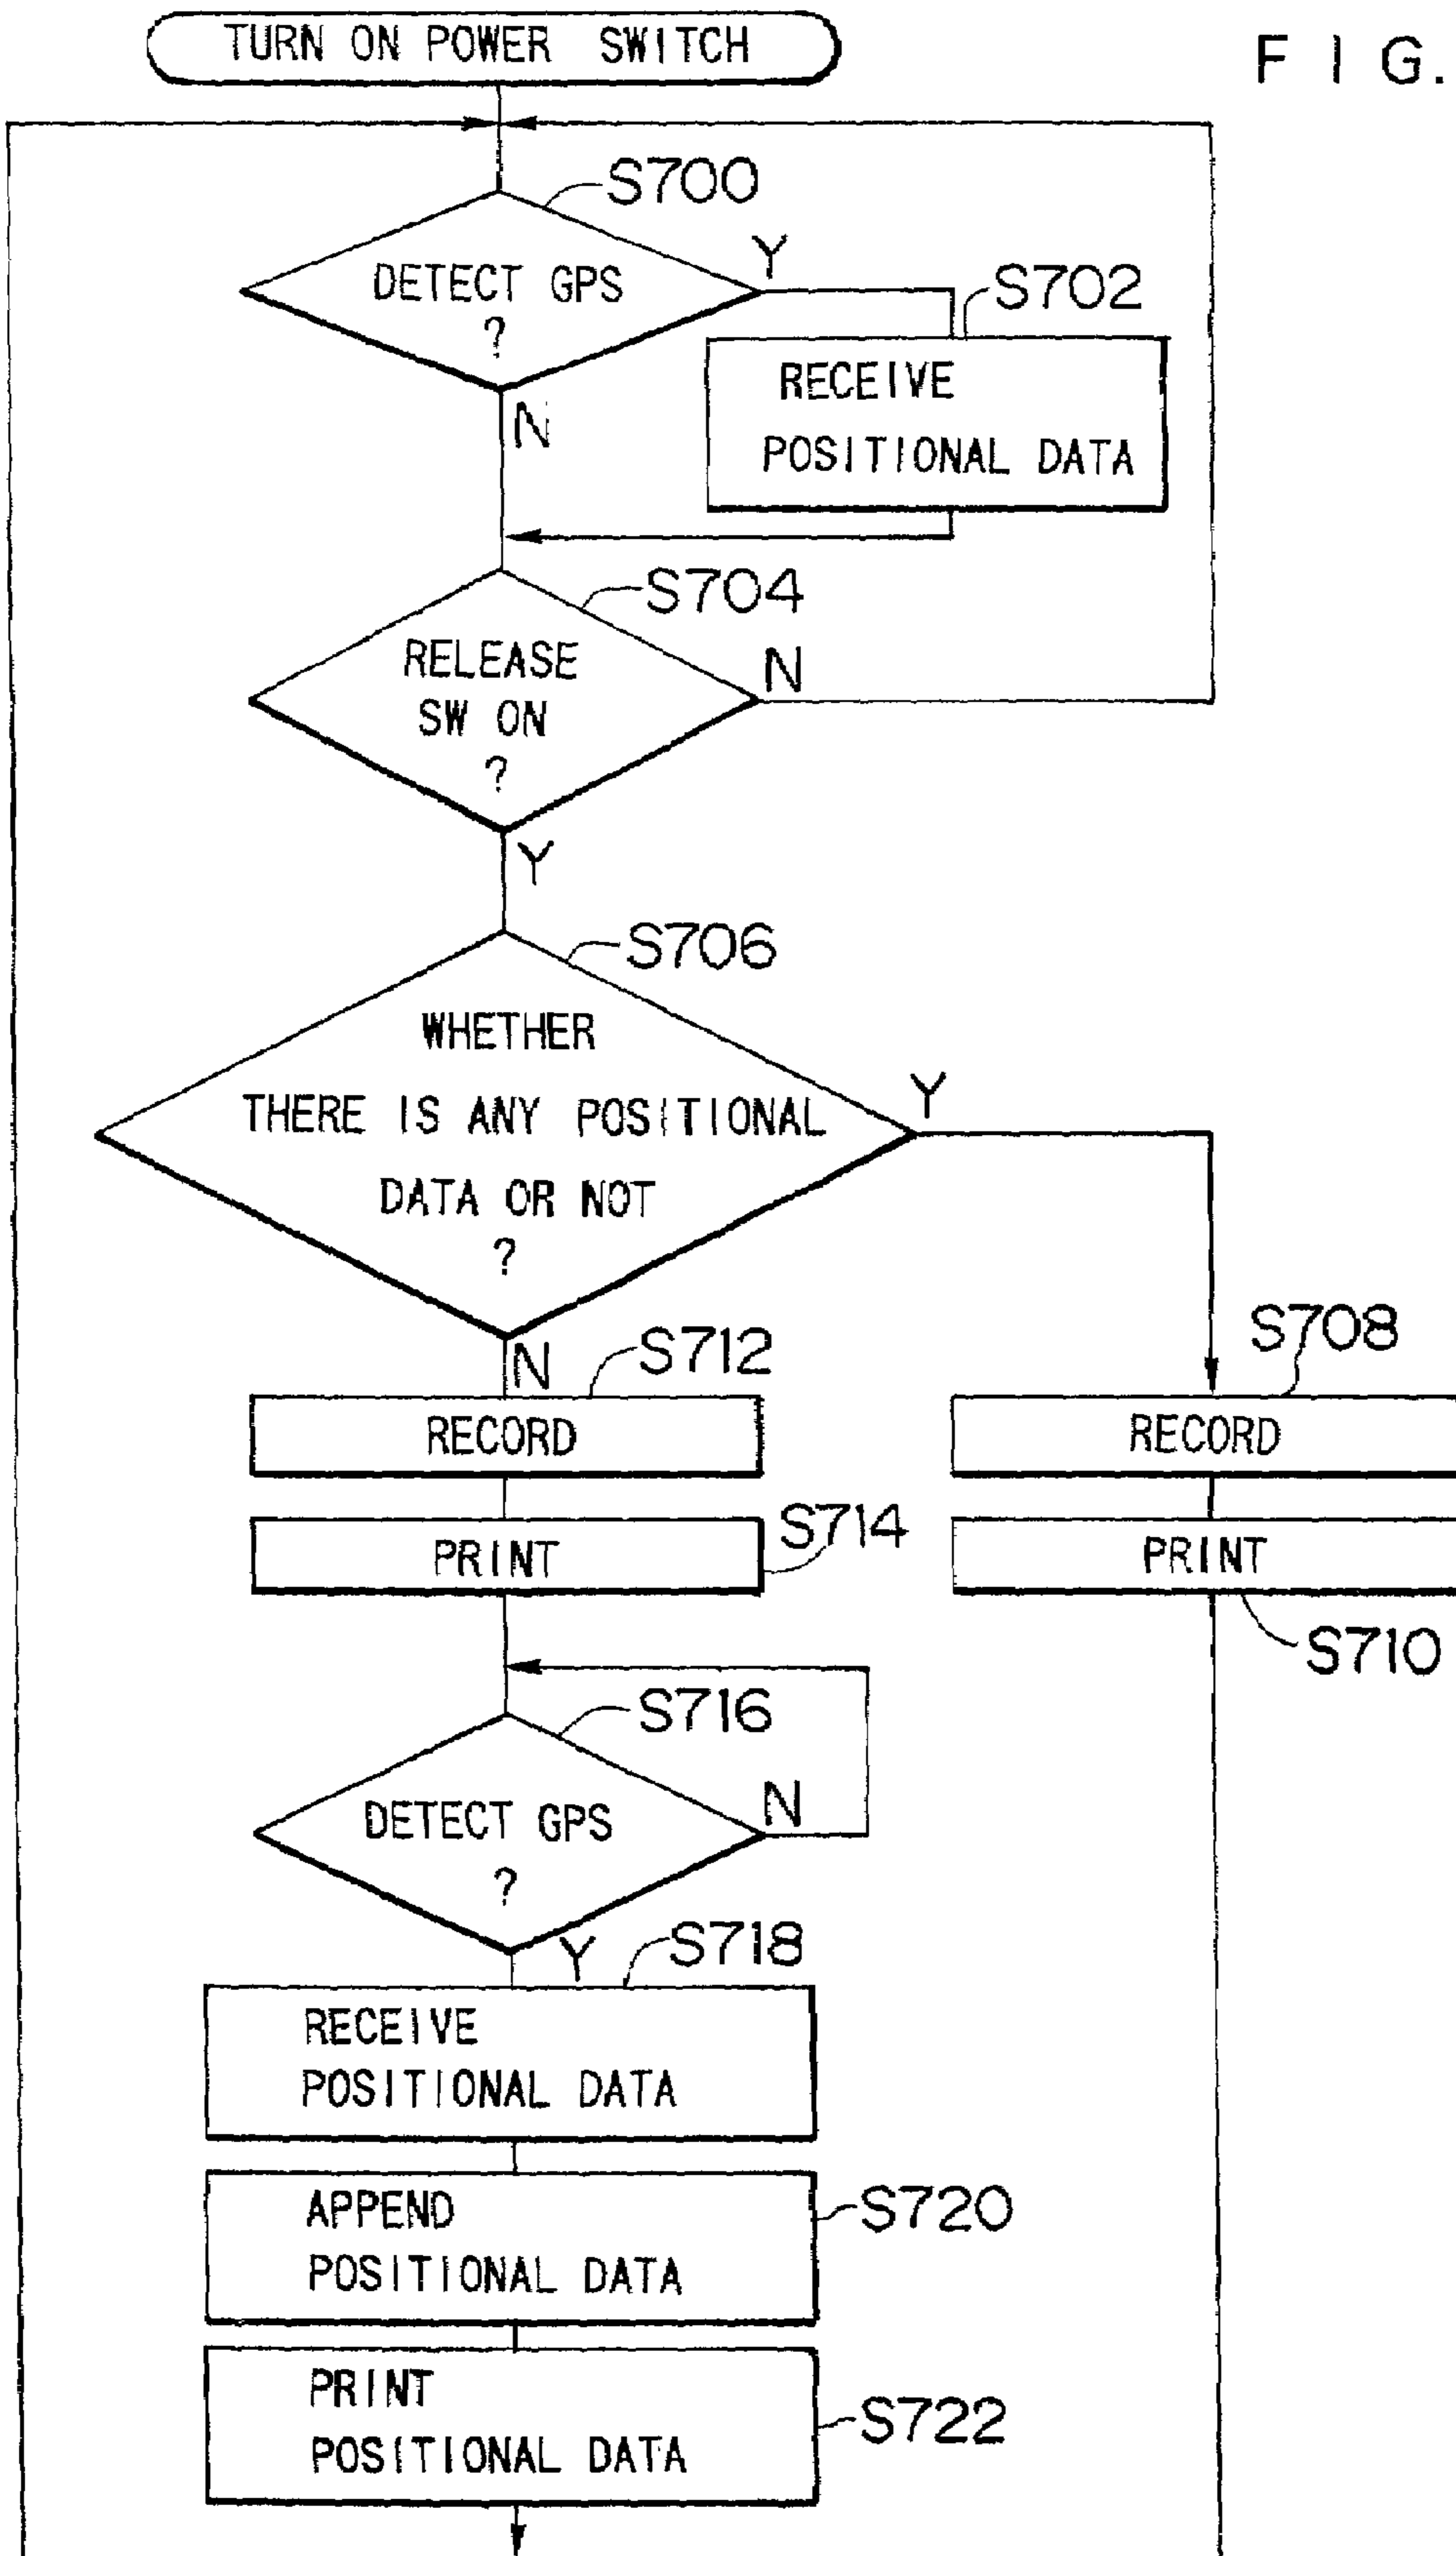 TURN ON POWER SWITCH
FIG.
S700
DETECT GPS
?
Y
N
S702
RECEIVE
POSITIONAL DATA
S704
RELEASE
SW ON
?
N
Y
S706
WHETHER
THERE IS ANY POSITIONAL
DATA OR NOT
?
Y
N
S712
S708
RECORD
RECORD
S714
PRINT
PRINT
S710
S716
DETECT GPS
?
N
Y
S718
RECEIVE
POSITIONAL DATA
APPEND
POSITIONAL DATA
S720
PRINT
POSITIONAL DATA
S722